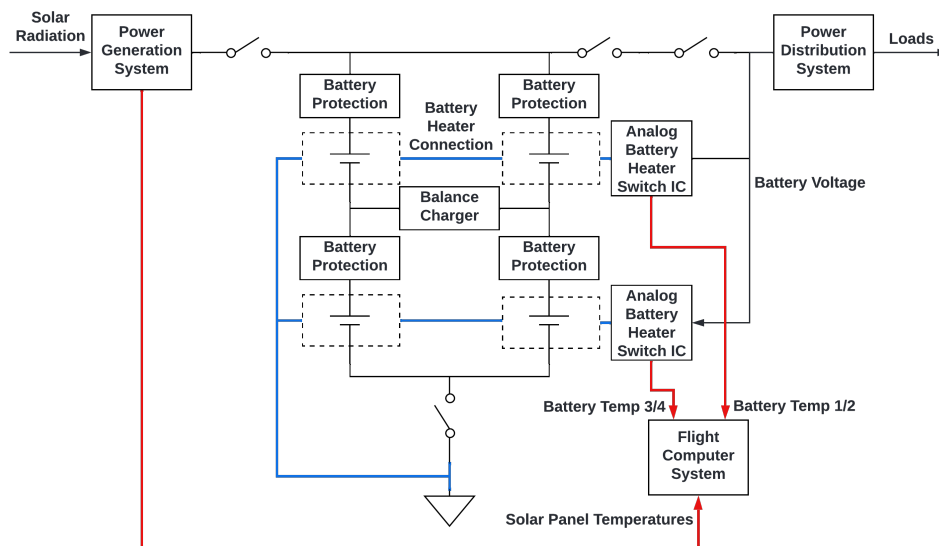 Solar
Radiation
Power
Generation
System
Power
Distribution
System
Loads
Battery
Protection
Battery
Heater
Connection
Battery
Protection
Analog
Battery
Heater
Switch IC
Battery Voltage
Balance
Charger
Battery
Protection
Battery
Protection
Analog
Battery
Heater
Switch IC
Battery Temp 3/4
Battery Temp 1/2
Flight
Computer
System
Solar Panel Temperatures